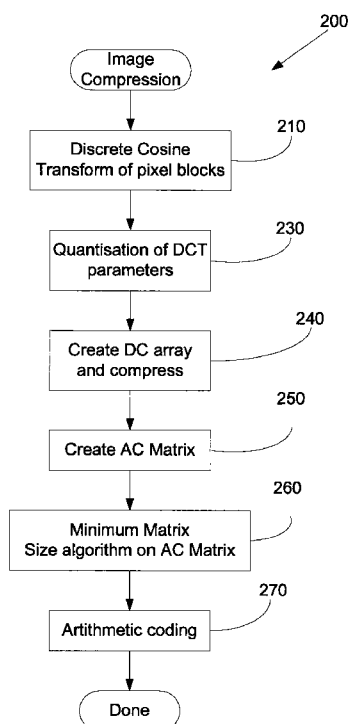 200
Image
Compression
210
Discrete Cosine
Transform of pixel blocks
230
Quantisation of DCT
parameters
240
Create DC array
and compress
250
Create AC Matrix
260
Minimum Matrix
Size algorithm on AC Matrix
270
Artithmetic coding
Done